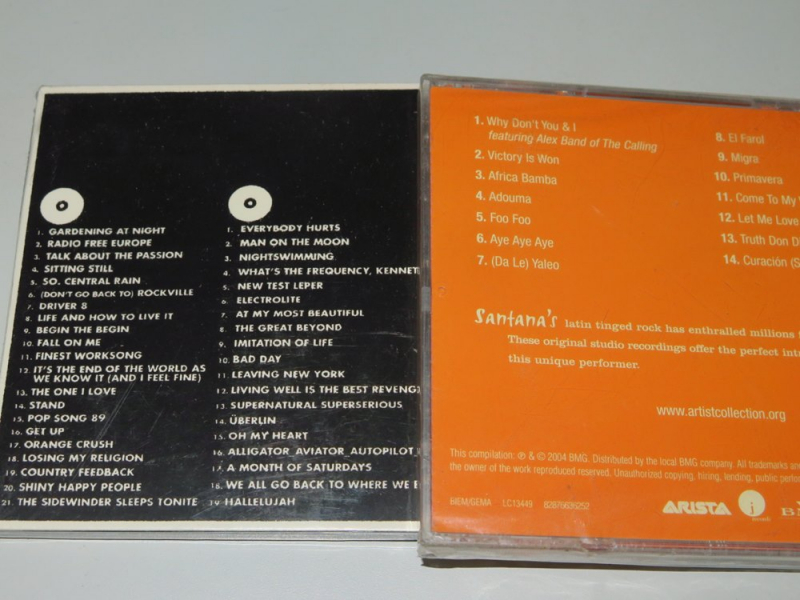 1. GARDENING AT NIGHT
2. RADIO FREE EUROPE
3. TALK ABOUT THE PASSION
4. SITTING STILL
5. SO. CENTRAL RAIN
6. (DON'T GO BACK TO) ROCKVILLE
7. DRIVER 8
8. LIFE AND HOW TO LIVE IT
9. BEGIN THE BEGIN
10. FALL ON ME
11. FINEST WORKSONG
12. IT'S THE END OF THE WORLD AS
WE KNOW IT (AND I FEEL FINE)
13. THE ONE I LOVE
14. STAND
15. POP SONG 89
16. GET UP
17. ORANGE CRUSH
18. LOSING MY RELIGION
19. COUNTRY FEEDBACK
20. SHINY HAPPY PEOPLE
21. THE SIDEWINDER SLEEPS TONITE
1. EVERYBODY HURTS
2. MAN ON THE MOON
3. NIGHTSWIMMING
4. WHAT'S THE FREQUENCY, KENNET
5. NEW TEST LEPER
6. ELECTROLITE
7. AT MY MOST BEAUTIFUL
8. THE GREAT BEYOND
9. IMITATION OF LIFE
10. BAD DAY
11. LEAVING NEW YORK
12. LIVING WELL IS THE BEST REVENG
13. SUPERNATURAL SUPERSERIOUS
14. ÜBERLIN
15. OH MY HEART
16. ALLIGATOR_AVIATOR_AUTOPILOT
17. A MONTH OF SATURDAYS
18. WE ALL GO BACK TO WHERE WE
19. HALLELUJAH
1. Why Don't You & I
featuring Alex Band of The Calling
2. Victory Is Won
3. Africa Bamba
4. Adouma
5. Foo Foo
6. Aye Aye Aye
7. (Da Le) Yaleo
8. El Farol
9. Migra
10. Primavera
11. Come To My
12. Let Me Love
13. Truth Don D
14. Curación (S
Santana's latin tinged rock has enthralled millions
These original studio recordings offer the perfect int
this unique performer.
www.artistcollection.org
This compilation: ℗ & © 2004 BMG. Distributed by the local BMG company. All trademarks and
the owner of the work reproduced reserved. Unauthorized copying, hiring, lending, public perfor
BIEM/GEMA LC13449 82876635252
ARISTA